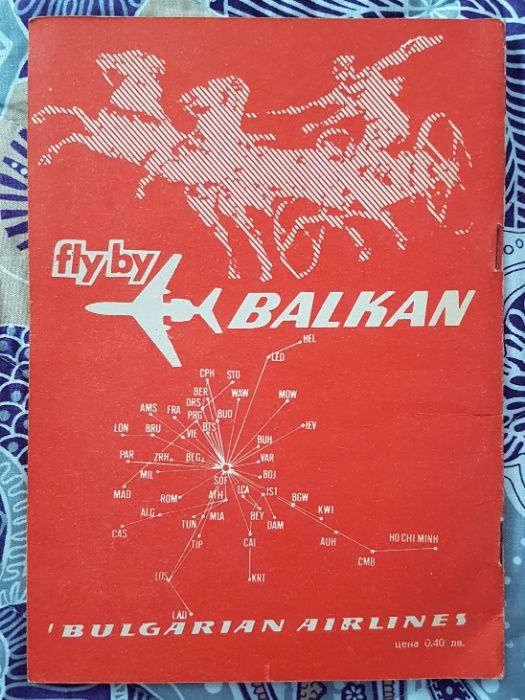 fly by
BALKAN
HEL
LED
CPH STO
BER
DRS WAW MOW
AMS FRA PRG
BUD
LON BRU VIE BTS IEV
BUH
PAR ZRH BEG VAR
MIL SOF BOJ
MAD ROM ATH LCA IST BGW
ALG TUN MIA BEY DAM KWI
CAS TIP CAI AUH HO CHI MINH
CMB
LOS KRT
LAD
BULGARIAN AIRLINES
цена 0.40 лв.